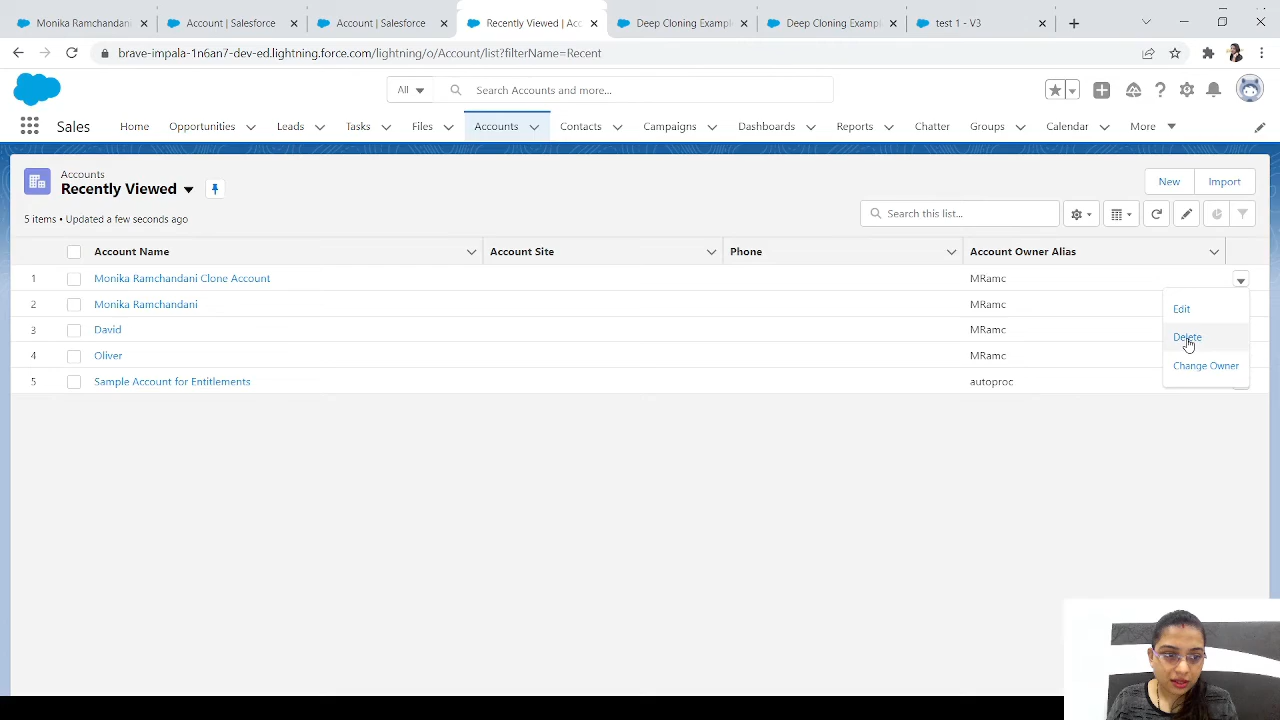 Monika Ramchandani
Account | Salesforce
Account | Salesforce
Recently Viewed | Acc
Deep Cloning Exampl
Deep Cloning Exampl
test 1 - V3
brave-impala-1n6an7-dev-ed.lightning.force.com/lightning/o/Account/list?filterName=Recent
All
Search Accounts and more...
Sales
Home
Opportunities
Leads
Tasks
Files
Accounts
Contacts
Campaigns
Dashboards
Reports
Chatter
Groups
Calendar
More
Accounts
Recently Viewed
New
Import
5 items • Updated a few seconds ago
Search this list...
Account Name
Account Site
Phone
Account Owner Alias
1 Monika Ramchandani Clone Account MRamc
2 Monika Ramchandani MRamc
3 David MRamc
4 Oliver MRamc
5 Sample Account for Entitlements autoproc
Edit
Delete
Change Owner